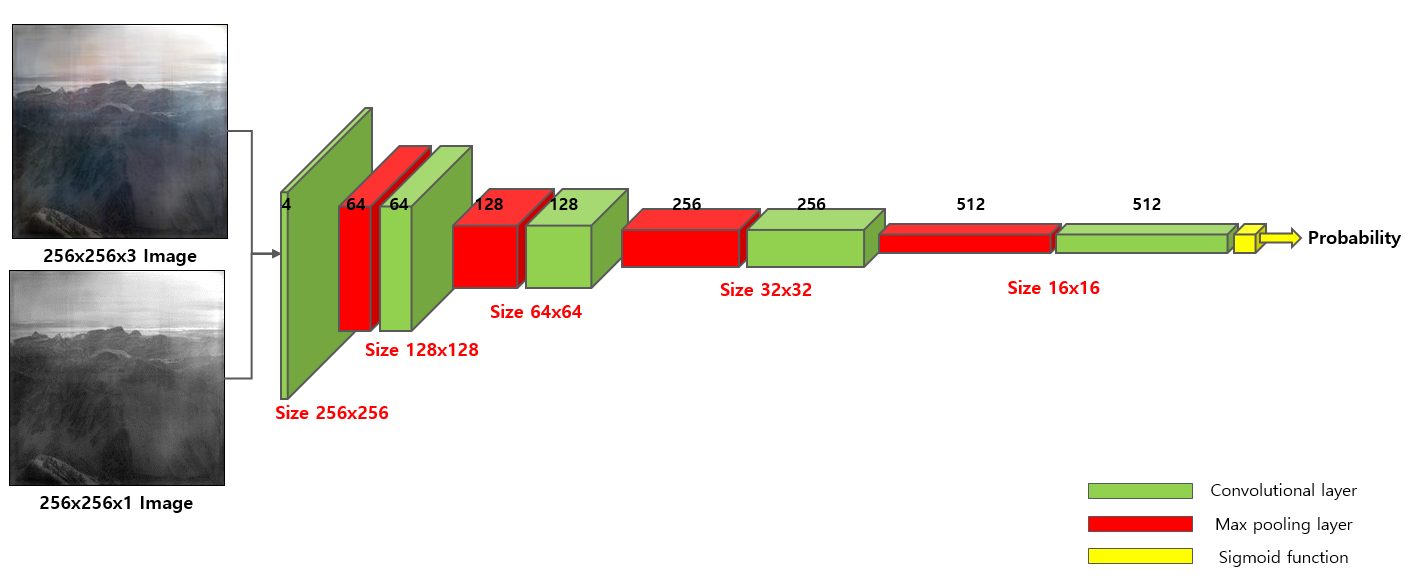 256x256x3 Image
256x256x1 Image
4
64
64
128
128
256
256
512
512
Probability
Size 256x256
Size 128x128
Size 64x64
Size 32x32
Size 16x16
Convolutional layer
Max pooling layer
Sigmoid function